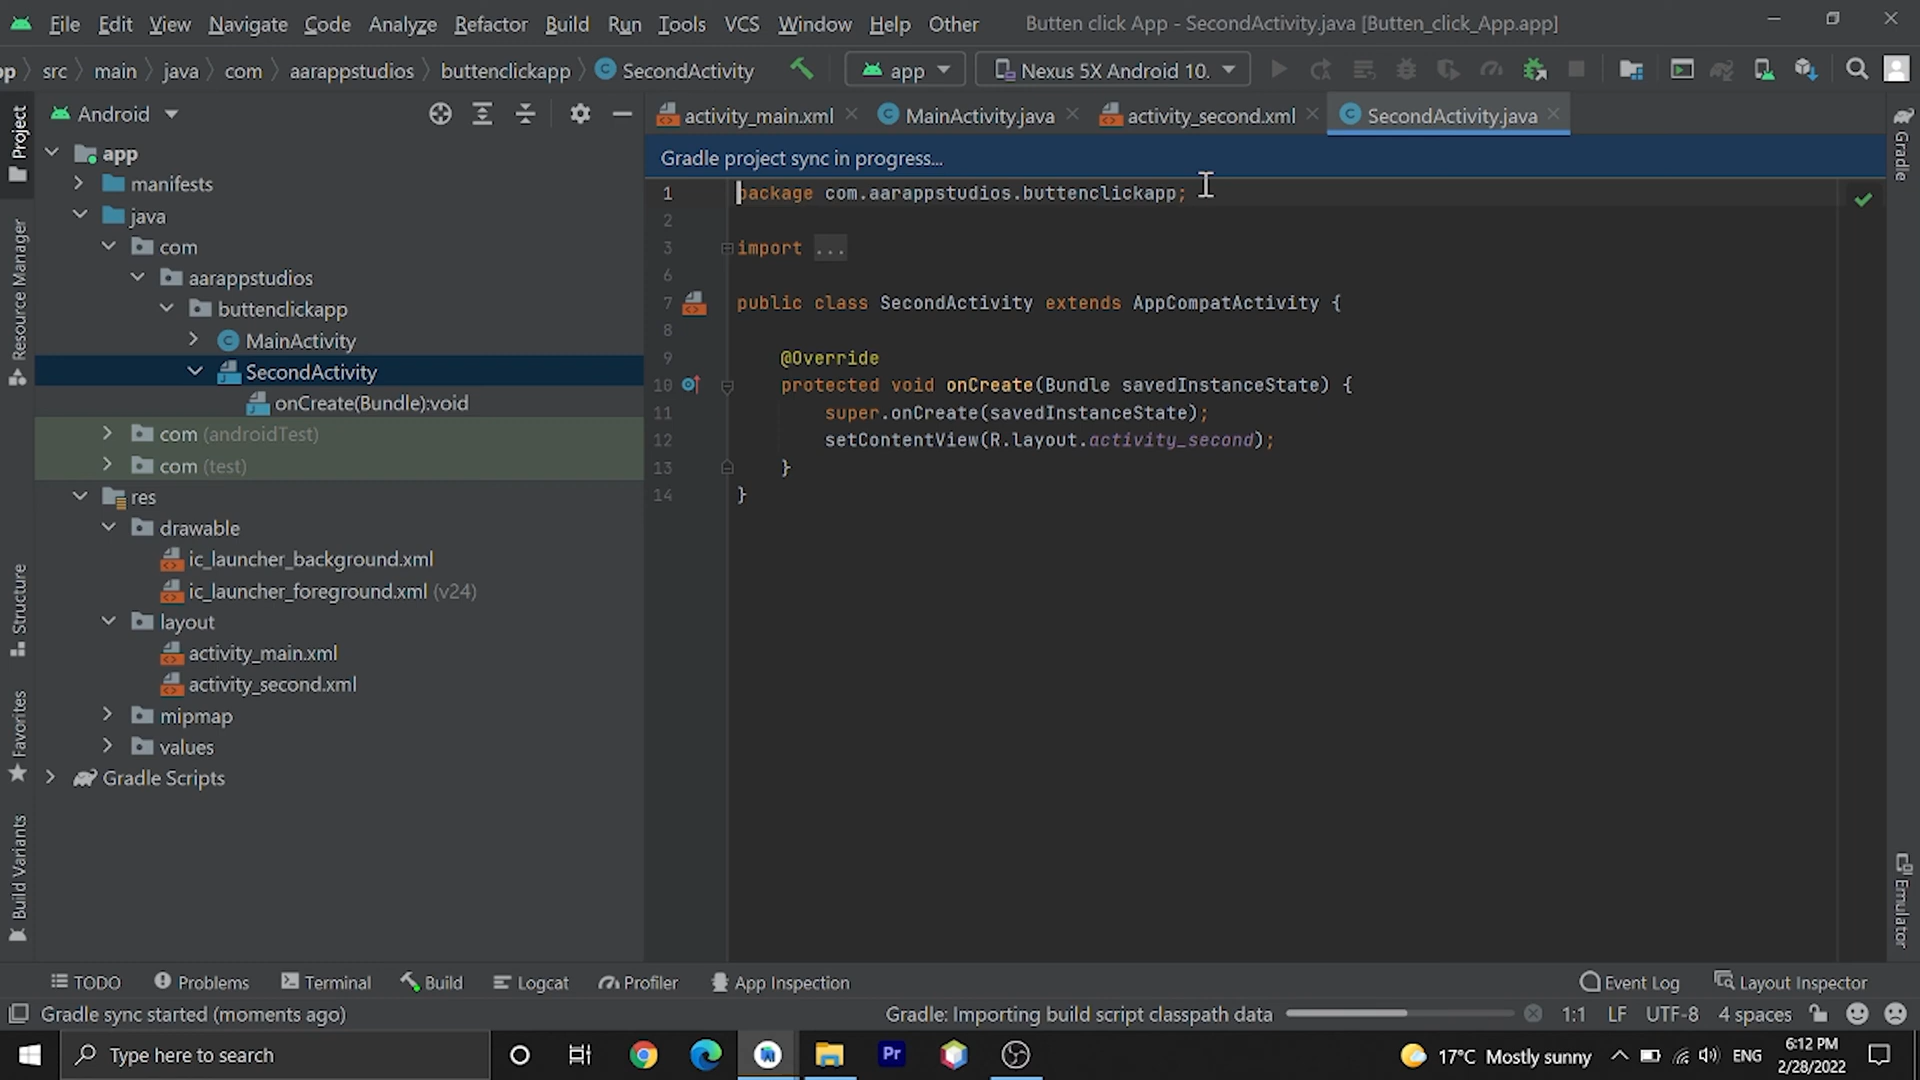 File Edit View Navigate Code Analyze Refactor Build Run Tools VCS Window Help Other Butten click App - SecondActivity.java [Butten_click_App.app]
src main java com aarappstudios buttenclickapp SecondActivity app Nexus 5X Android 10.
Android
activity_main.xml MainActivity.java activity_second.xml SecondActivity.java
Gradle project sync in progress...
Project
Resource Manager
Structure
Favorites
Build Variants
app
manifests
java
com
aarappstudios
buttenclickapp
MainActivity
SecondActivity
onCreate(Bundle):void
com (androidTest)
com (test)
res
drawable
ic_launcher_background.xml
ic_launcher_foreground.xml (v24)
layout
activity_main.xml
activity_second.xml
mipmap
values
Gradle Scripts
1 package com.aarappstudios.buttenclickapp;
2
3 import ...
6
7 public class SecondActivity extends AppCompatActivity {
8
9 @Override
10 protected void onCreate(Bundle savedInstanceState) {
11 super.onCreate(savedInstanceState);
12 setContentView(R.layout.activity_second);
13 }
14 }
Gradle
Emulator
TODO Problems Terminal Build Logcat Profiler App Inspection Event Log Layout Inspector
Gradle sync started (moments ago) Gradle: Importing build script classpath data 1:1 LF UTF-8 4 spaces
Type here to search Pr 17°C Mostly sunny ENG 6:12 PM
2/28/2022